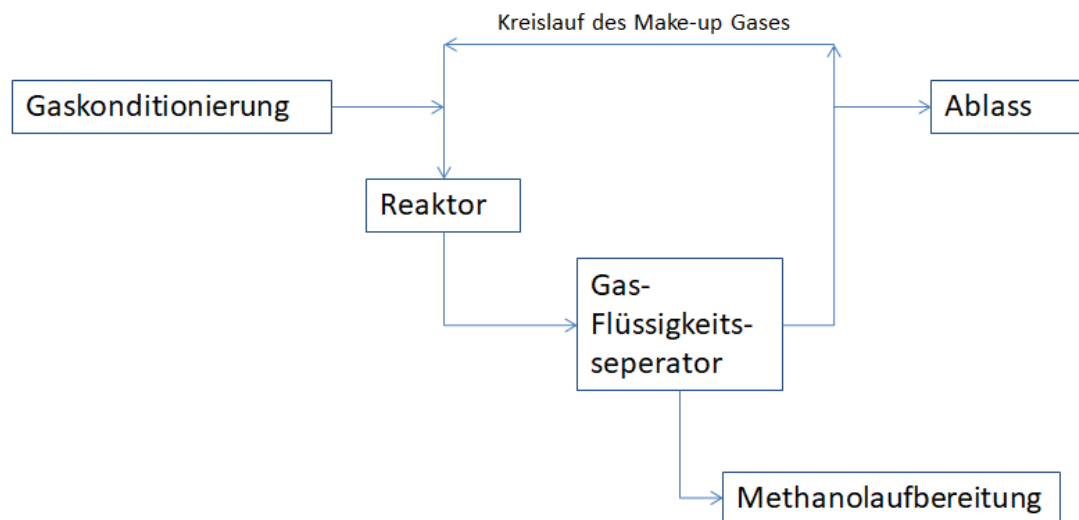 Kreislauf des Make-up Gases
Gaskonditionierung
Ablass
Reaktor
Gas-
Flüssigkeits-
seperator
Methanolaufbereitung